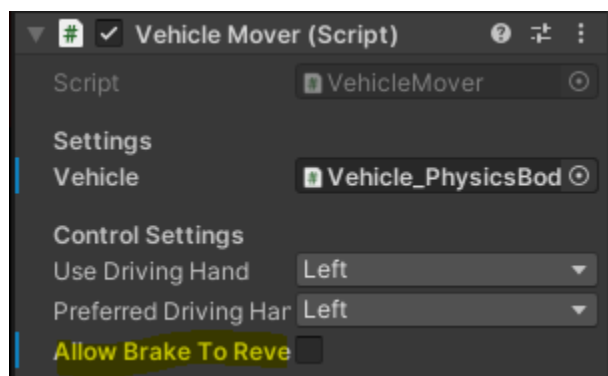 # Vehicle Mover (Script)
Script # VehicleMover
Settings
Vehicle # Vehicle_PhysicsBod
Control Settings
Use Driving Hand Left
Preferred Driving Har Left
Allow Brake To Reve